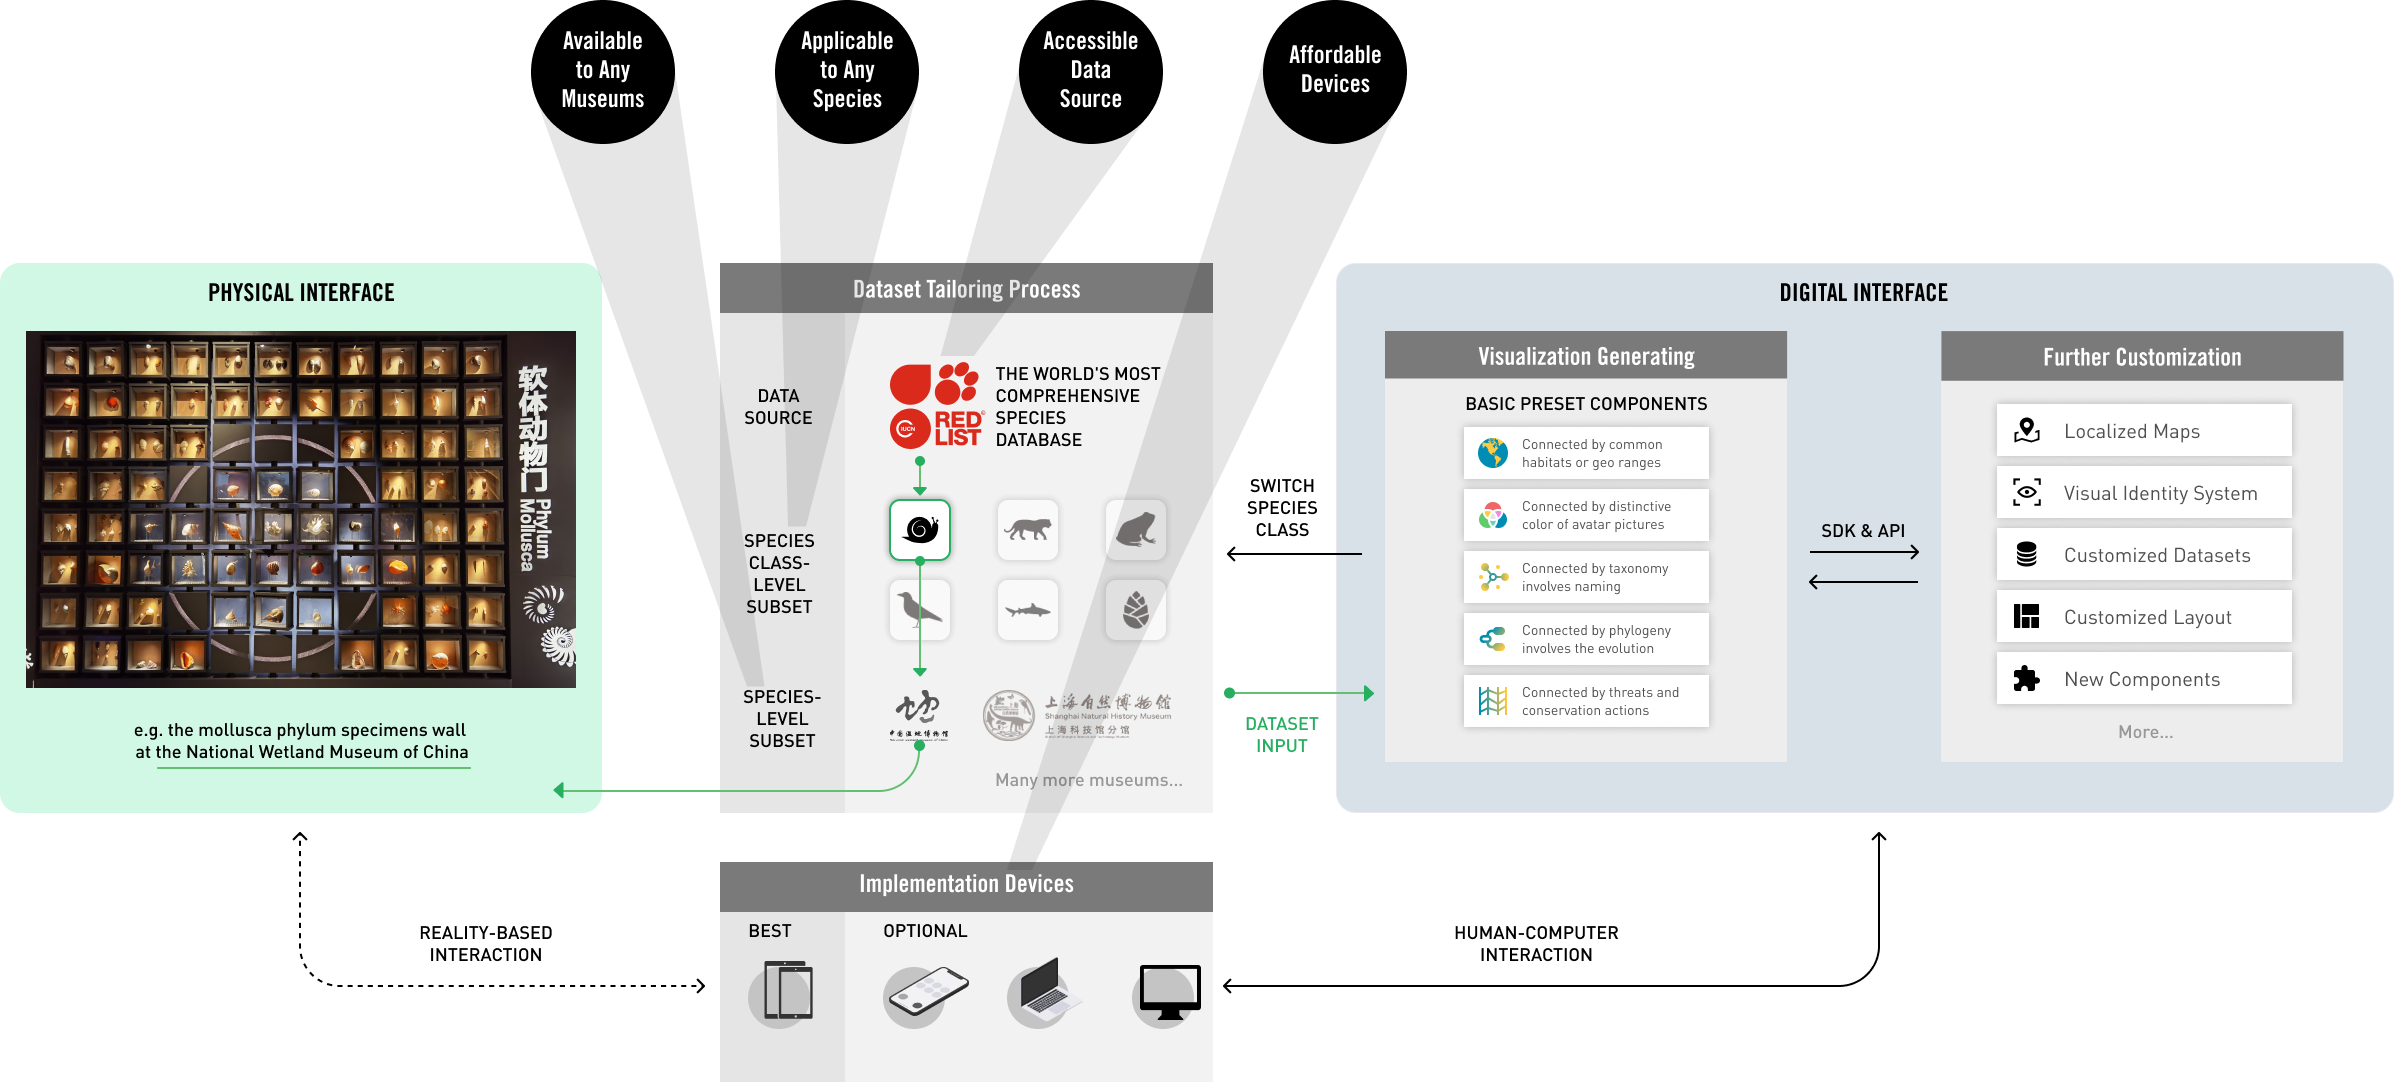 Available
to Any
Museums
Applicable
to Any
Species
Accessible
Data
Source
Affordable
Devices
PHYSICAL INTERFACE
软体动物门
Phylum
Mollusca
e.g. the mollusca phylum specimens wall
at the National Wetland Museum of China
Dataset Tailoring Process
DATA
SOURCE
IUCN
RED
LIST
THE WORLD'S MOST
COMPREHENSIVE
SPECIES
DATABASE
SPECIES
CLASS-
LEVEL
SUBSET
SPECIES-
LEVEL
SUBSET
中国湿地博物馆
上海自然博物馆
Shanghai Natural History Museum
上海科技馆分馆
Many more museums...
SWITCH
SPECIES
CLASS
DATASET
INPUT
DIGITAL INTERFACE
Visualization Generating
BASIC PRESET COMPONENTS
Connected by common
habitats or geo ranges
Connected by distinctive
color of avatar pictures
Connected by taxonomy
involves naming
Connected by phylogeny
involves the evolution
Connected by threats and
conservation actions
SDK & API
Further Customization
Localized Maps
Visual Identity System
Customized Datasets
Customized Layout
New Components
More...
Implementation Devices
BEST
OPTIONAL
REALITY-BASED
INTERACTION
HUMAN-COMPUTER
INTERACTION